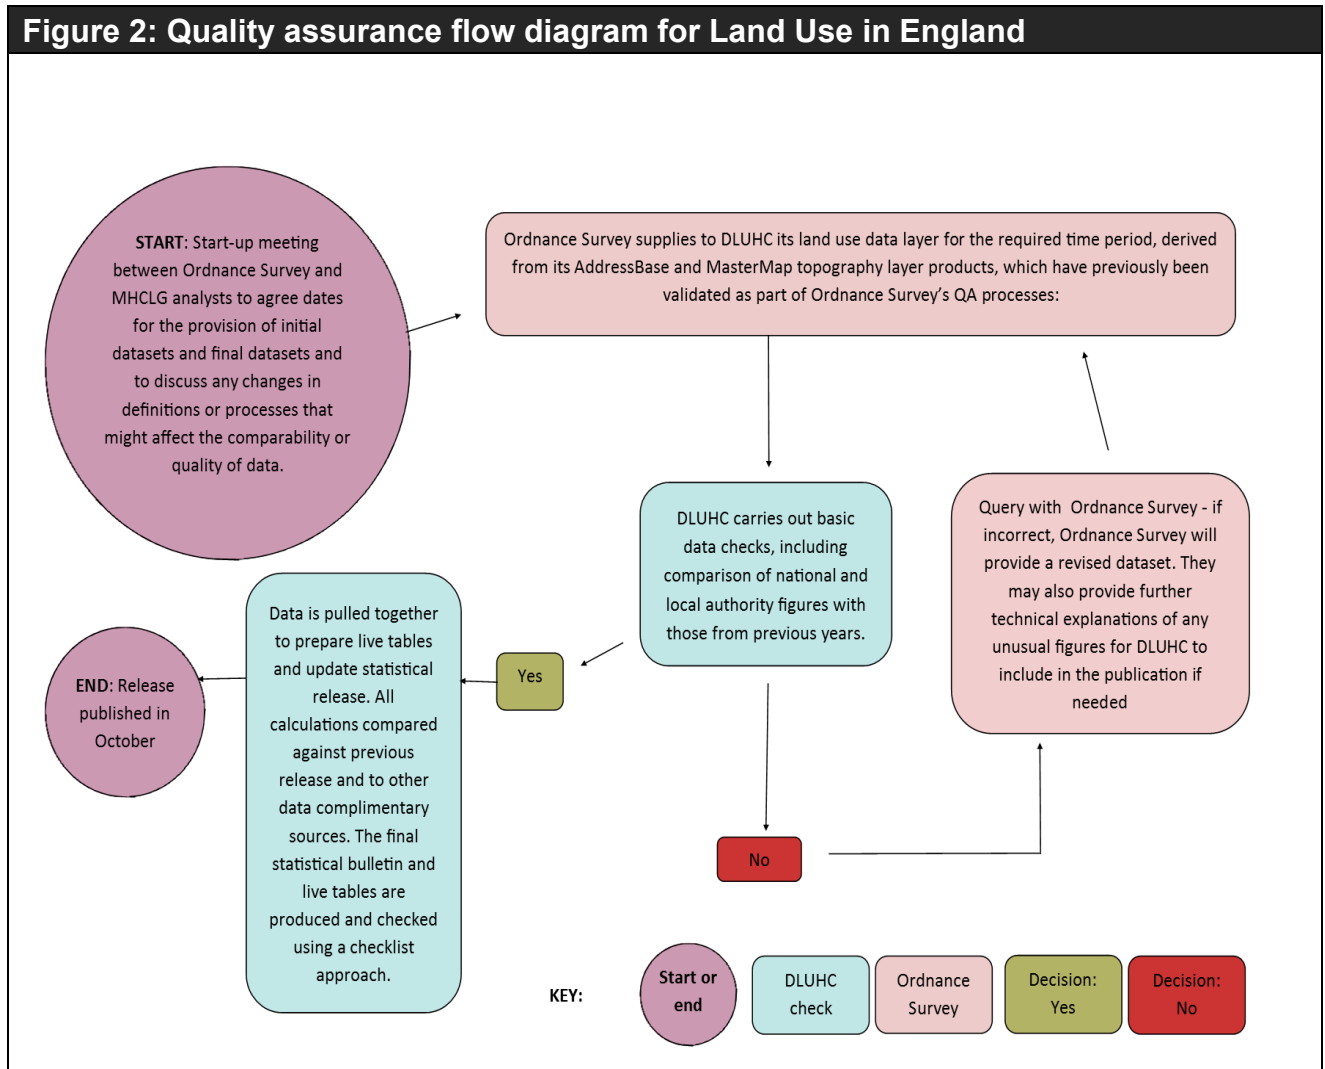 Figure 2: Quality assurance flow diagram for Land Use in England
START: Start-up meeting
between Ordnance Survey and
MHCLG analysts to agree dates
for the provision of initial
datasets and final datasets and
to discuss any changes in
definitions or processes that
might affect the comparability or
quality of data.
Ordnance Survey supplies to DLUHC its land use data layer for the required time period, derived
from its AddressBase and MasterMap topography layer products, which have previously been
validated as part of Ordnance Survey's QA processes:
DLUHC carries out basic
data checks, including
comparison of national and
local authority figures with
those from previous years.
Query with  Ordnance Survey - if
incorrect, Ordnance Survey will
provide a revised dataset. They
may also provide further
technical explanations of any
unusual figures for DLUHC to
include in the publication if
needed
Yes
No
Data is pulled together
to prepare live tables
and update statistical
release. All
calculations compared
against previous
release and to other
data complimentary
sources. The final
statistical bulletin and
live tables are
produced and checked
using a checklist
approach.
END: Release
published in
October
KEY:
Start or
end
DLUHC
check
Ordnance
Survey
Decision:
Yes
Decision:
No